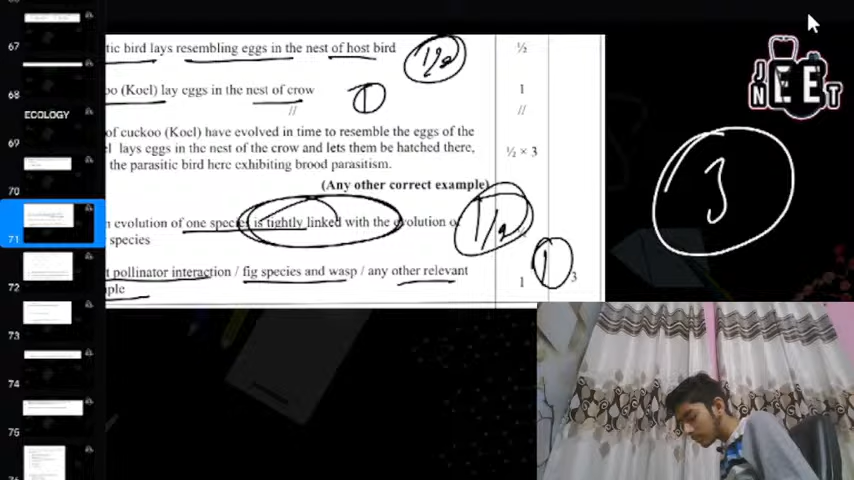 67
68
ECOLOGY
69
70
71
72
73
74
75
tic bird lays resembling eggs in the nest of host bird ½
1/2
oo (Koel) lay eggs in the nest of crow 1
1
// //
of cuckoo (Koel) have evolved in time to resemble the eggs of the
l lays eggs in the nest of the crow and lets them be hatched there, ½ × 3
the parasitic bird here exhibiting brood parasitism.
(Any other correct example)
n evolution of one species is tightly linked with the evolution of
species
1/2
t pollinator interaction / fig species and wasp / any other relevant
ple
1 3
1
3
J NEET